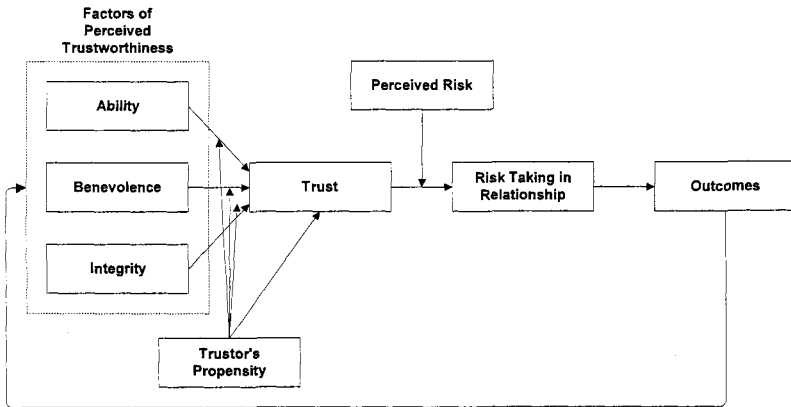 Factors of
Perceived
Trustworthiness
Ability
Benevolence
Integrity
Trustor's
Propensity
Trust
Perceived Risk
Risk Taking in
Relationship
Outcomes